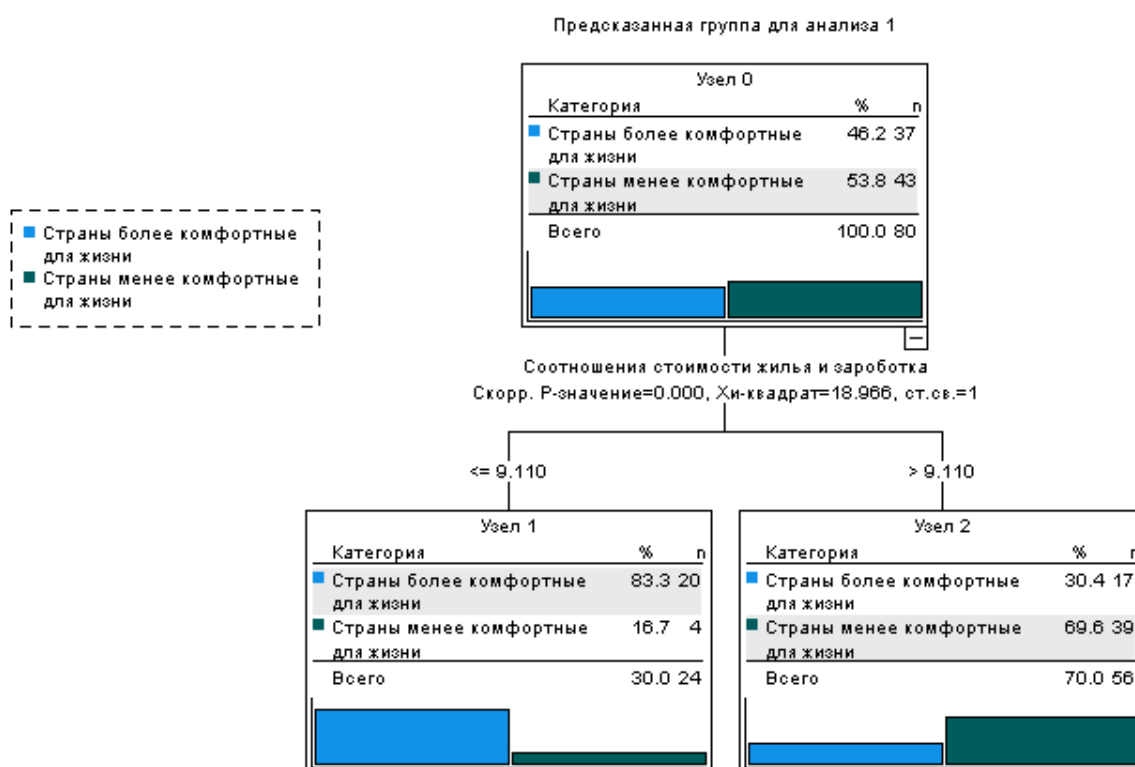 Предсказанная группа для анализа 1
Узел 0
Категория % n
Страны более комфортные 46.2 37
для жизни
Страны менее комфортные 53.8 43
для жизни
Всего 100.0 80
Страны более комфортные
для жизни
Страны менее комфортные
для жизни
Соотношения стоимости жилья и зароботка
Скорр. P-значение=0.000, Хи-квадрат=18.966, ст.св.=1
<= 9.110
> 9.110
Узел 1
Категория % n
Страны более комфортные 83.3 20
для жизни
Страны менее комфортные 16.7 4
для жизни
Всего 30.0 24
Узел 2
Категория % n
Страны более комфортные 30.4 17
для жизни
Страны менее комфортные 69.6 39
для жизни
Всего 70.0 56